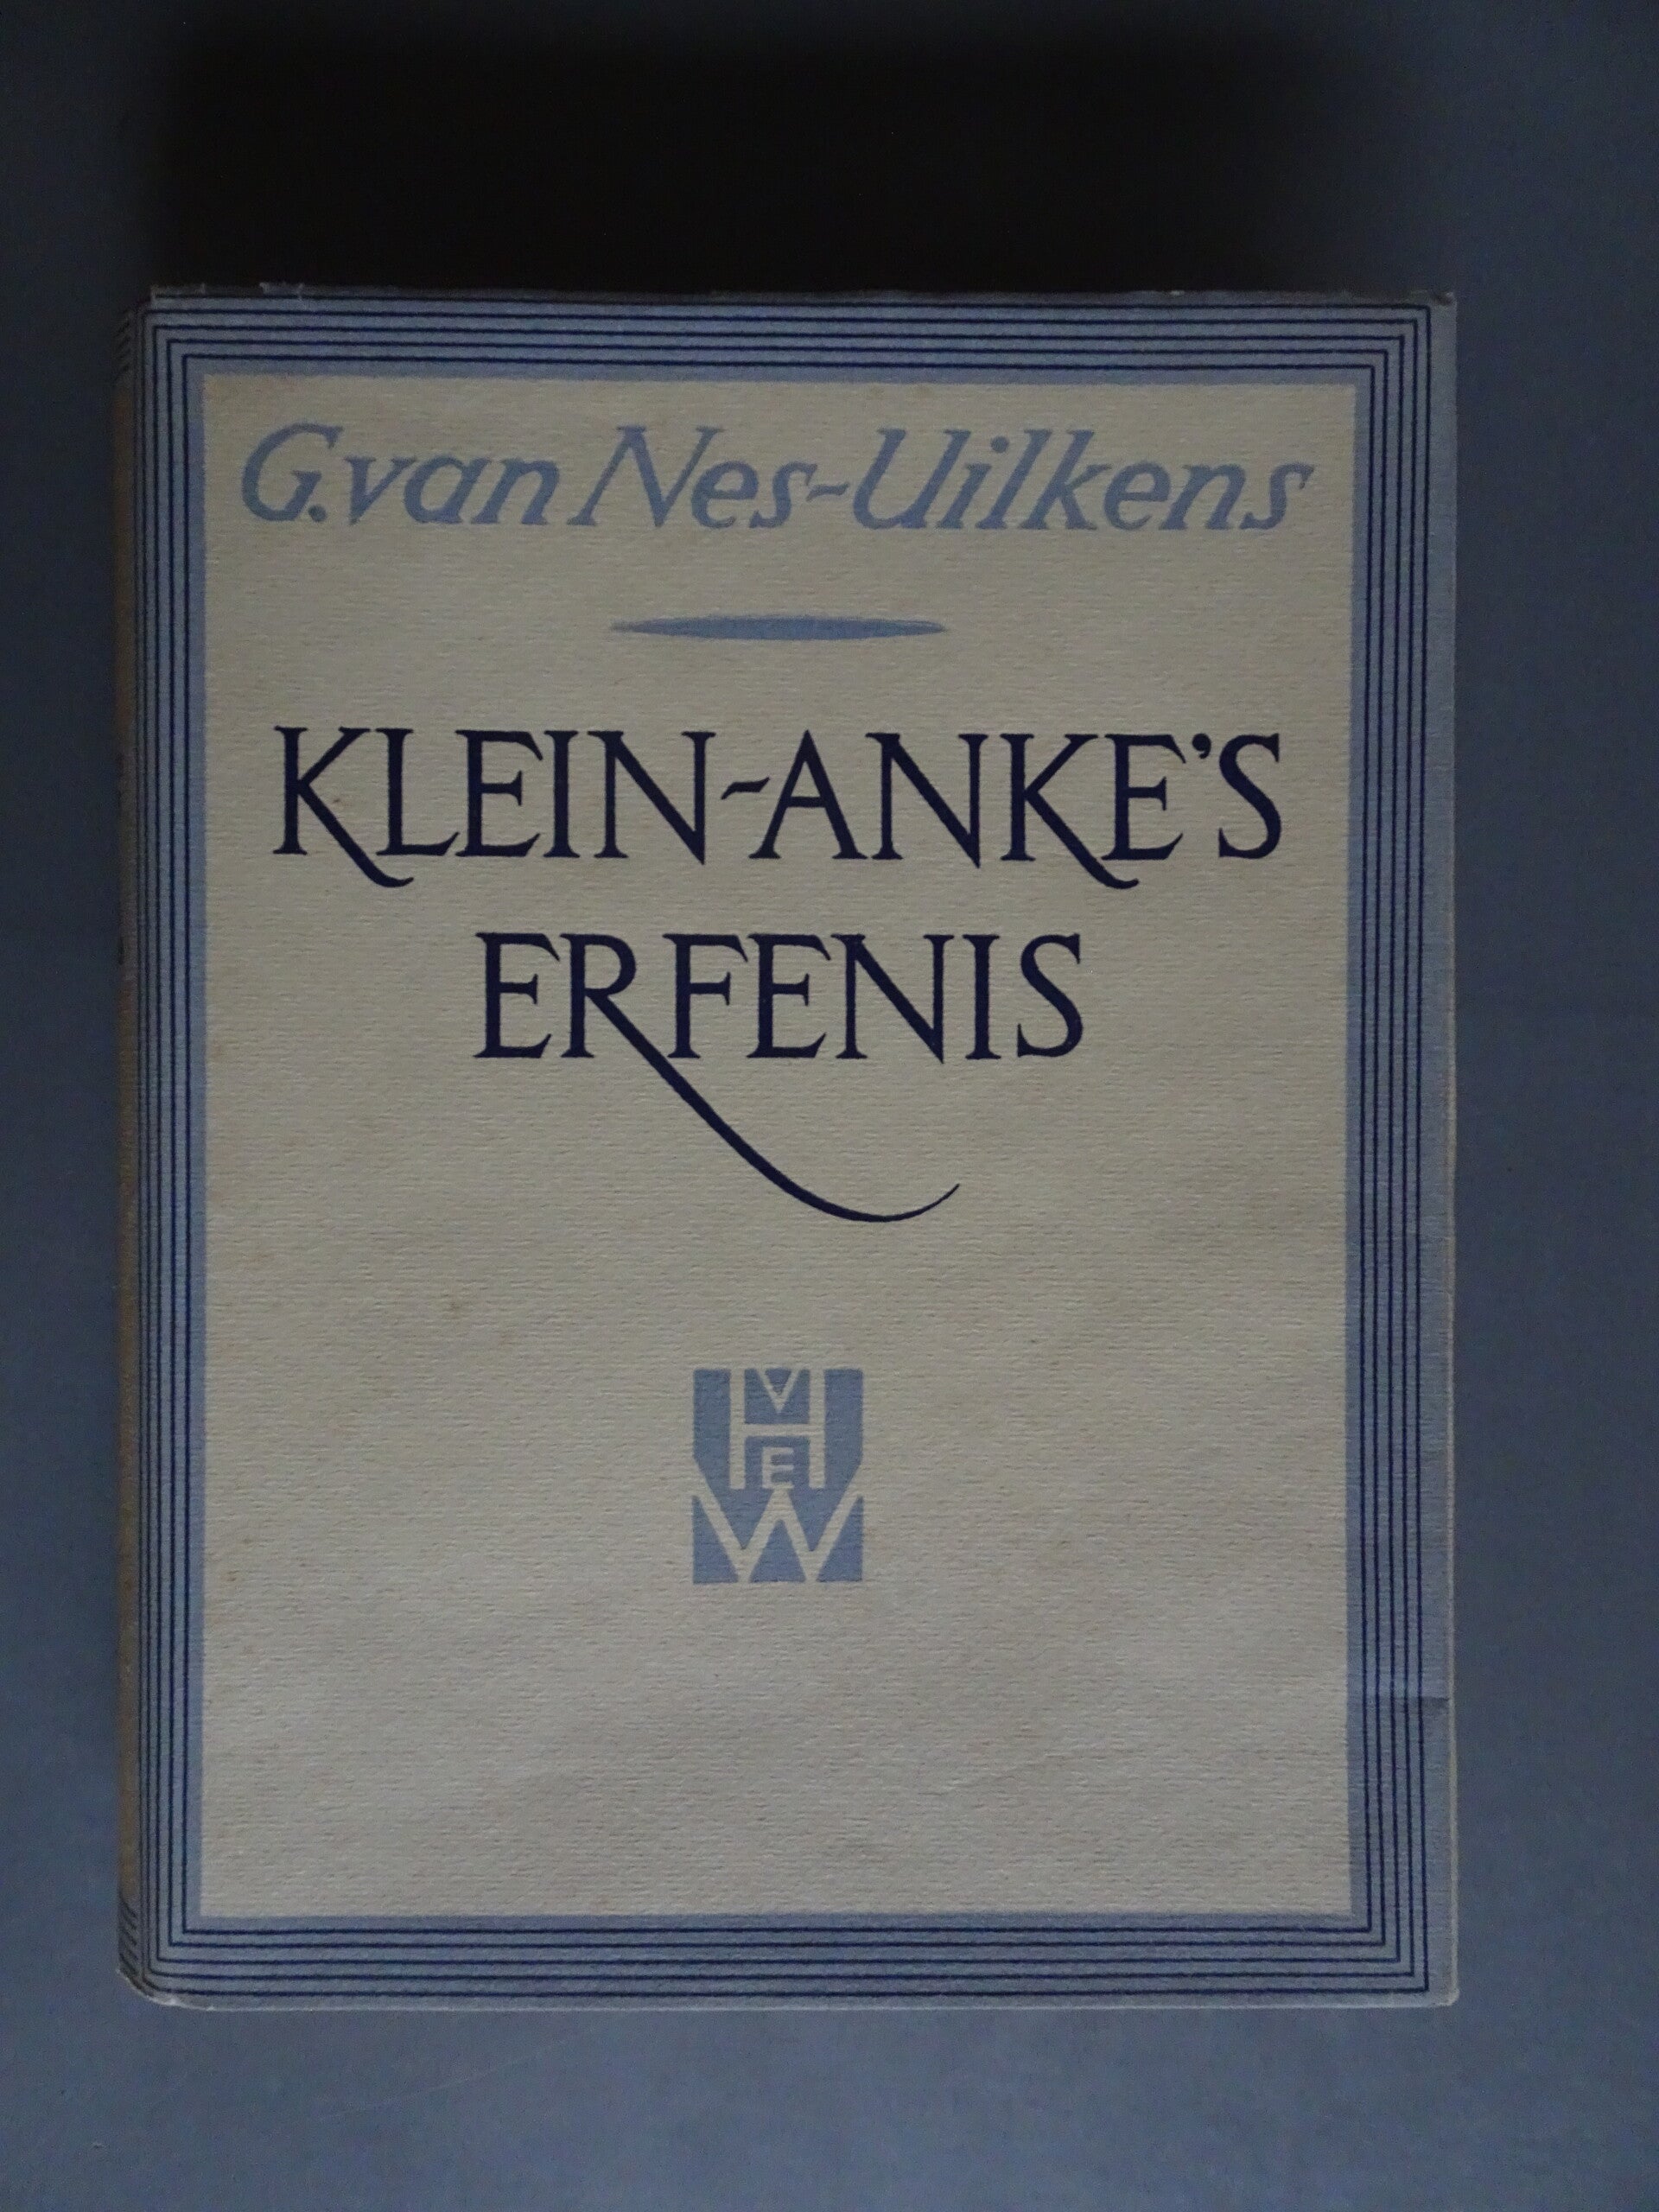 G. van Nes-Uilkens
KLEIN-ANKE'S
ERFENIS
V
H
E
W